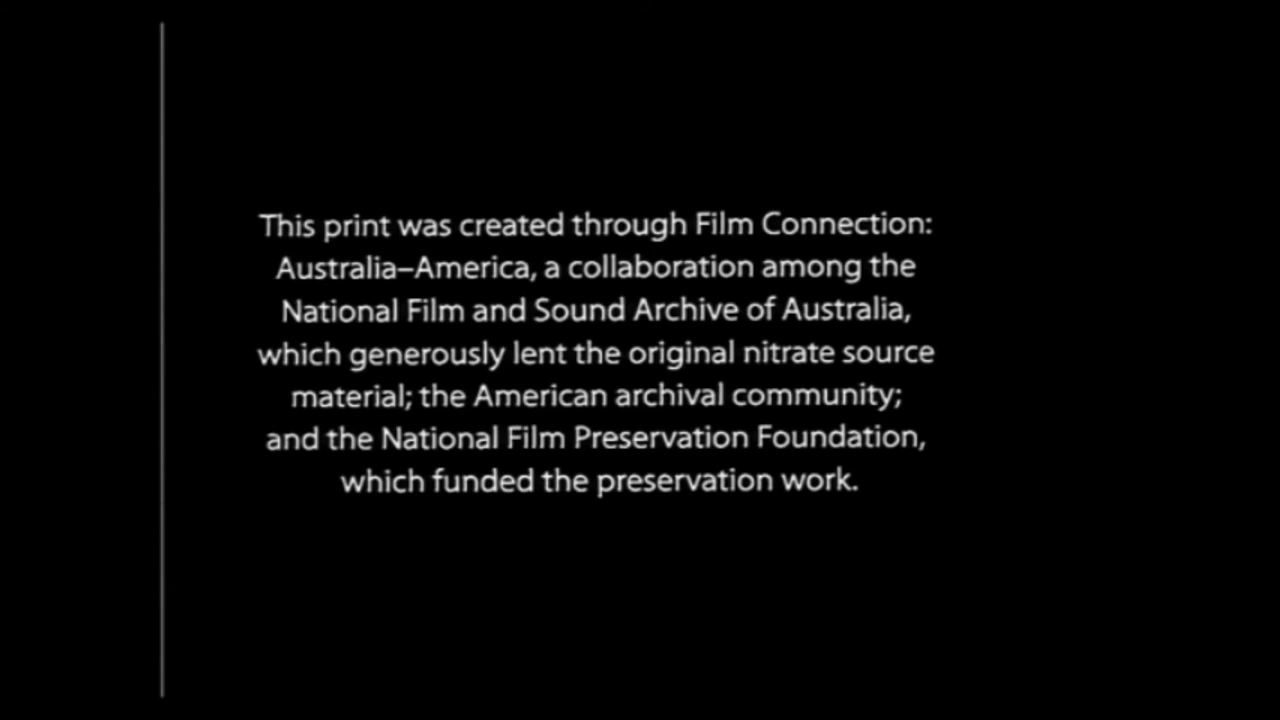 This print was created through Film Connection:
Australia–America, a collaboration among the
National Film and Sound Archive of Australia,
which generously lent the original nitrate source
material; the American archival community;
and the National Film Preservation Foundation,
which funded the preservation work.